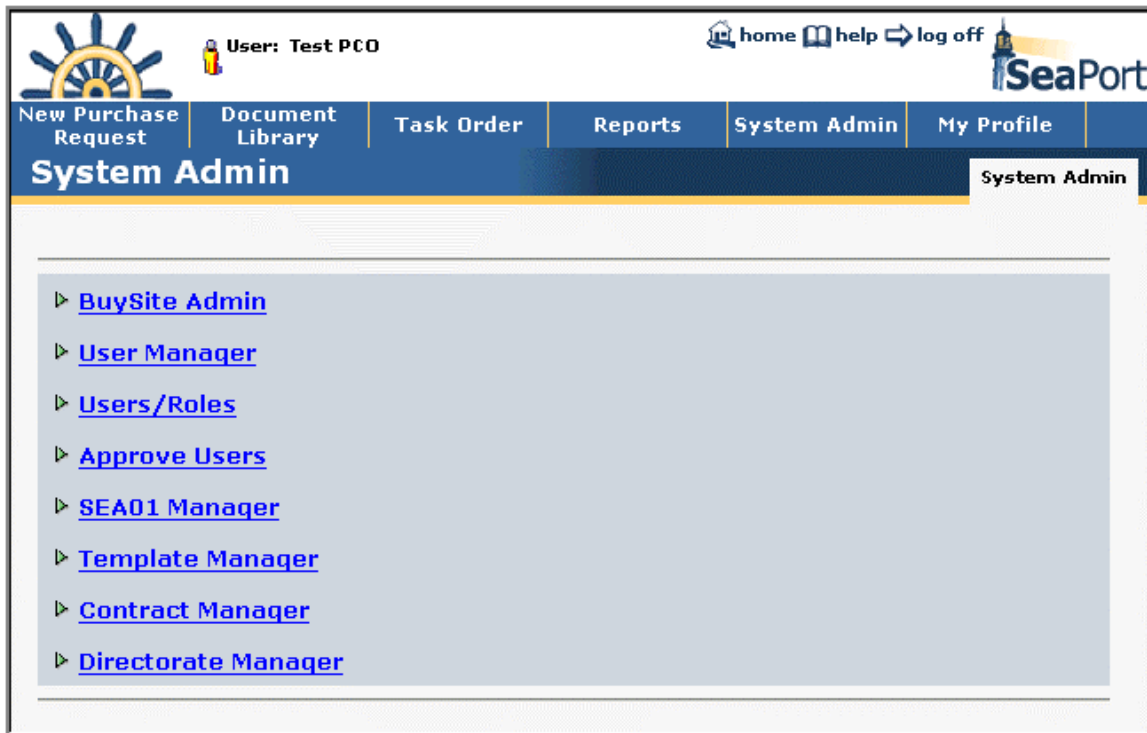 User: Test PCO
home help log off
SeaPort
New Purchase Request
Document Library
Task Order
Reports
System Admin
My Profile
System Admin
System Admin
BuySite Admin
User Manager
Users/Roles
Approve Users
SEA01 Manager
Template Manager
Contract Manager
Directorate Manager